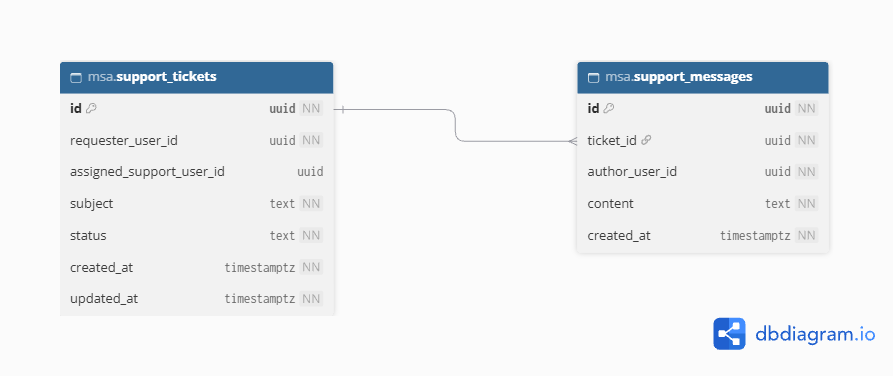 msa.support_tickets
id uuid NN
requester_user_id uuid NN
assigned_support_user_id uuid
subject text NN
status text NN
created_at timestamptz NN
updated_at timestamptz NN
msa.support_messages
id uuid NN
ticket_id uuid NN
author_user_id uuid NN
content text NN
created_at timestamptz NN
dbdiagram.io